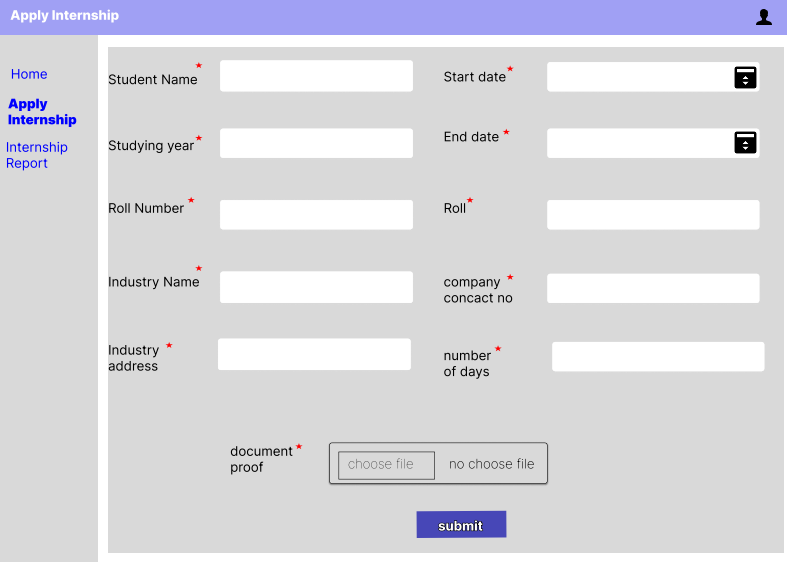 Apply Internship
Home
Apply
Internship
Internship
Report
Student Name *
Start date *
Studying year *
End date *
Roll Number *
Roll *
Industry Name *
company *
concact no
Industry *
address
number *
of days
document *
proof
choose file
no choose file
submit